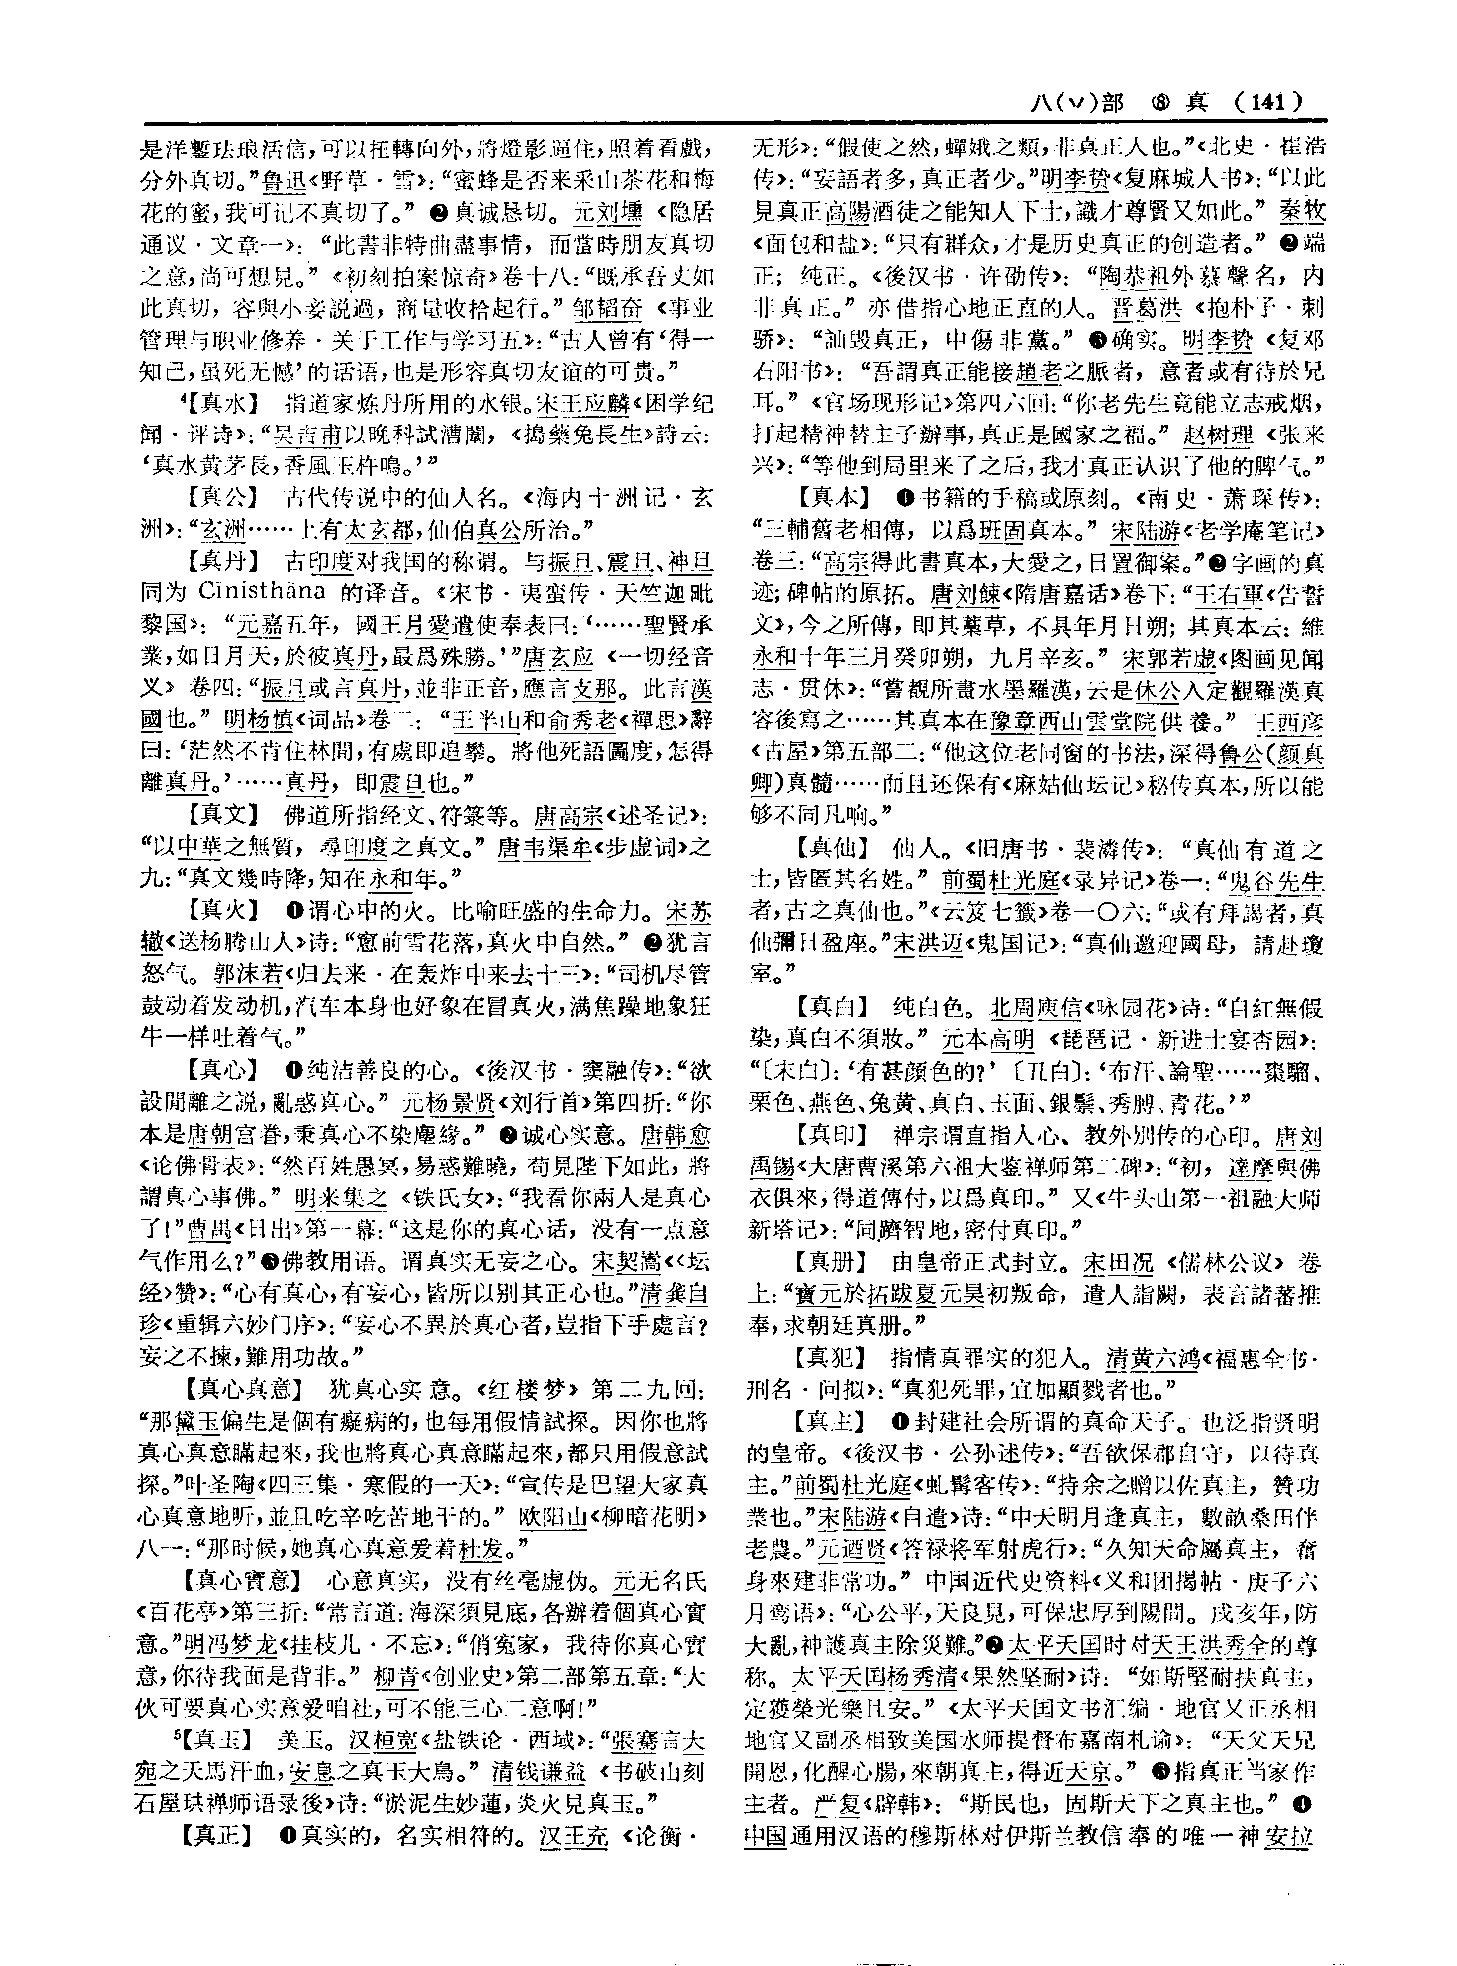 八(丷)部 ⑧ 真 (141)
是洋鏨珐琅活信,可以扭轉向外,將燈影逼住,照着看戲,
分外真切。”鲁迅《野草·雪》:“蜜蜂是否来采山茶花和梅
花的蜜,我可记不真切了。” ❷真诚恳切。元刘壎《隐居
通议·文章一》:“此書非特曲盡事情,而當時朋友真切
之意,尚可想見。”《初刻拍案惊奇》卷十八:“既承吾丈如
此真切,容與小妾説過,商量收拾起行。”邹韬奋《事业
管理与职业修养·关于工作与学习五》:“古人曾有‘得一
知己,虽死无憾’的话语,也是形容真切友谊的可贵。”
⁴【真水】 指道家炼丹所用的水银。宋王应麟《困学纪
闻·评诗》:“吴吉甫以晚科試漕闈,《搗藥兔長生》詩云:
‘真水黄茅長,香風玉杵鳴。’”
【真公】 古代传说中的仙人名。《海内十洲记·玄
洲》:“玄洲……上有太玄都,仙伯真公所治。”
【真丹】 古印度对我国的称谓。与振旦、震旦、神旦
同为 Cīnisthāna 的译音。《宋书·夷蛮传·天竺迦毗
黎国》:“元嘉五年,國王月愛遣使奉表曰:‘……聖賢承
業,如日月天,於彼真丹,最爲殊勝。’”唐玄应《一切经音
义》卷四:“振旦或言真丹,並非正音,應言支那。此言漢
國也。”明杨慎《词品》卷二:“王半山和俞秀老《禪思》辭
曰:‘茫然不肯住林間,有處即追攀。將他死語圖度,怎得
離真丹。’……真丹,即震旦也。”
【真文】 佛道所指经文、符箓等。唐高宗《述圣记》:
“以中華之無質,尋印度之真文。”唐韦渠牟《步虚词》之
九:“真文幾時降,知在永和年。”
【真火】 ❶谓心中的火。比喻旺盛的生命力。宋苏
辙《送杨腾山人》诗:“窻前雪花落,真火中自然。” ❷犹言
怒气。郭沫若《归去来·在轰炸中来去十三》:“司机尽管
鼓动着发动机,汽车本身也好象在冒真火,满焦躁地象狂
牛一样吐着气。”
【真心】 ❶纯洁善良的心。《後汉书·窦融传》:“欲
設間離之説,亂惑真心。”元杨景贤《刘行首》第四折:“你
本是唐朝宫眷,秉真心不染塵緣。” ❷诚心实意。唐韩愈
《论佛骨表》:“然百姓愚冥,易惑難曉,苟見陛下如此,將
謂真心事佛。”明来集之《铁氏女》:“我看你兩人是真心
了!”曹禺《日出》第一幕:“这是你的真心话,没有一点意
气作用么?”❸佛教用语。谓真实无妄之心。宋契嵩《〈坛
经〉赞》:“心有真心,有妄心,皆所以别其正心也。”清龚自
珍《重辑六妙门序》:“妄心不異於真心者,豈指下手處言?
妄之不揀,難用功故。”
【真心真意】 犹真心实意。《红楼梦》第二九回:
“那黛玉偏生是個有癡病的,也每用假情試探。因你也將
真心真意瞞起來,我也將真心真意瞞起來,都只用假意試
探。”叶圣陶《四三集·寒假的一天》:“宣传是巴望大家真
心真意地听,並且吃辛吃苦地干的。”欧阳山《柳暗花明》
八一:“那时候,她真心真意爱着杜发。”
【真心實意】 心意真实,没有丝毫虚伪。元无名氏
《百花亭》第三折:“常言道:海深須見底,各辦着個真心實
意。”明冯梦龙《挂枝儿·不忘》:“俏冤家,我待你真心實
意,你待我面是背非。”柳青《创业史》第二部第五章:“大
伙可要真心实意爱咱社,可不能三心二意啊!”
⁵【真玉】 美玉。汉桓宽《盐铁论·西域》:“張騫言大
宛之天馬汗血,安息之真玉大鳥。”清钱谦益《书破山刻
石屋珙禅师语录後》诗:“淤泥生妙蓮,炎火見真玉。”
【真正】 ❶真实的,名实相符的。汉王充《论衡·
无形》:“假使之然,蟬娥之類,非真正人也。”《北史·崔浩
传》:“妄語者多,真正者少。”明李贽《复麻城人书》:“以此
見真正高陽酒徒之能知人下士,識才尊賢又如此。”秦牧
《面包和盐》:“只有群众,才是历史真正的创造者。” ❷端
正;纯正。《後汉书·许劭传》:“陶恭祖外慕聲名,内
非真正。”亦借指心地正直的人。晋葛洪《抱朴子·刺
骄》:“訕毁真正,中傷非黨。”❸确实。明李贽《复邓
石阳书》:“吾謂真正能接趙老之脈者,意者或有待於兄
耳。”《官场现形记》第四六回:“你老先生竟能立志戒烟,
打起精神替主子辦事,真正是國家之福。”赵树理《张来
兴》:“等他到局里来了之后,我才真正认识了他的脾气。”
【真本】 ❶书籍的手稿或原刻。《南史·萧琛传》:
“三輔舊老相傳,以爲班固真本。”宋陆游《老学庵笔记》
卷三:“高宗得此書真本,大愛之,日置御案。”❷字画的真
迹;碑帖的原拓。唐刘餗《隋唐嘉话》卷下:“王右軍《告誓
文》,今之所傳,即其藁草,不具年月日朔;其真本云:維
永和十年三月癸卯朔,九月辛亥。”宋郭若虚《图画见闻
志·贯休》:“嘗覩所畫水墨羅漢,云是休公入定觀羅漢真
容後寫之……其真本在豫章西山雲堂院供養。”王西彦
《古屋》第五部二:“他这位老同窗的书法,深得鲁公(颜真
卿)真髓……而且还保有《麻姑仙坛记》秘传真本,所以能
够不同凡响。”
【真仙】 仙人。《旧唐书·裴潾传》:“真仙有道之
士,皆匿其名姓。”前蜀杜光庭《录异记》卷一:“鬼谷先生
者,古之真仙也。”《云笈七籤》卷一〇六:“或有拜謁者,真
仙彌日盈座。”宋洪迈《鬼国记》:“真仙邀迎國母,請赴瓊
室。”
【真白】 纯白色。北周庾信《咏园花》诗:“自紅無假
染,真白不須妝。”元本高明《琵琶记·新进士宴杏园》:
“〔末白〕:‘有甚颜色的?’〔丑白〕:‘布汗、論聖……棗騮、
栗色、燕色、兔黄、真白、玉面、銀鬃、秀膊、青花。’”
【真印】 禅宗谓直指人心、教外别传的心印。唐刘
禹锡《大唐曹溪第六祖大鉴禅师第二碑》:“初,達摩與佛
衣俱來,得道傳付,以爲真印。”又《牛头山第一祖融大师
新塔记》:“同躋智地,密付真印。”
【真册】 由皇帝正式封立。宋田况《儒林公议》卷
上:“寶元於拓跋夏元昊初叛命,遣人詣闕,表言諸蕃推
奉,求朝廷真册。”
【真犯】 指情真罪实的犯人。清黄六鸿《福惠全书·
刑名·问拟》:“真犯死罪,宜加顯戮者也。”
【真主】 ❶封建社会所谓的真命天子。也泛指贤明
的皇帝。《後汉书·公孙述传》:“吾欲保郡自守,以待真
主。”前蜀杜光庭《虬髯客传》:“持余之贈以佐真主,贊功
業也。”宋陆游《自遣》诗:“中天明月逢真主,數畝桑田伴
老農。”元迺贤《答禄将军射虎行》:“久知天命屬真主,奮
身來建非常功。”中国近代史资料《义和团揭帖·庚子六
月鸾语》:“心公平,天良見,可保忠厚到陽間。戌亥年,防
大亂,神護真主除災難。”❷太平天国时对天王洪秀全的尊
称。太平天囯杨秀清《果然坚耐》诗:“如斯堅耐扶真主,
定獲榮光樂且安。”《太平天国文书汇编·地官又正丞相
地官又副丞相致美国水师提督布嘉南札谕》:“天父天兄
開恩,化醒心腸,來朝真主,得近天京。” ❸指真正当家作
主者。严复《辟韩》:“斯民也,固斯天下之真主也。” ❹
中国通用汉语的穆斯林对伊斯兰教信奉的唯一神安拉